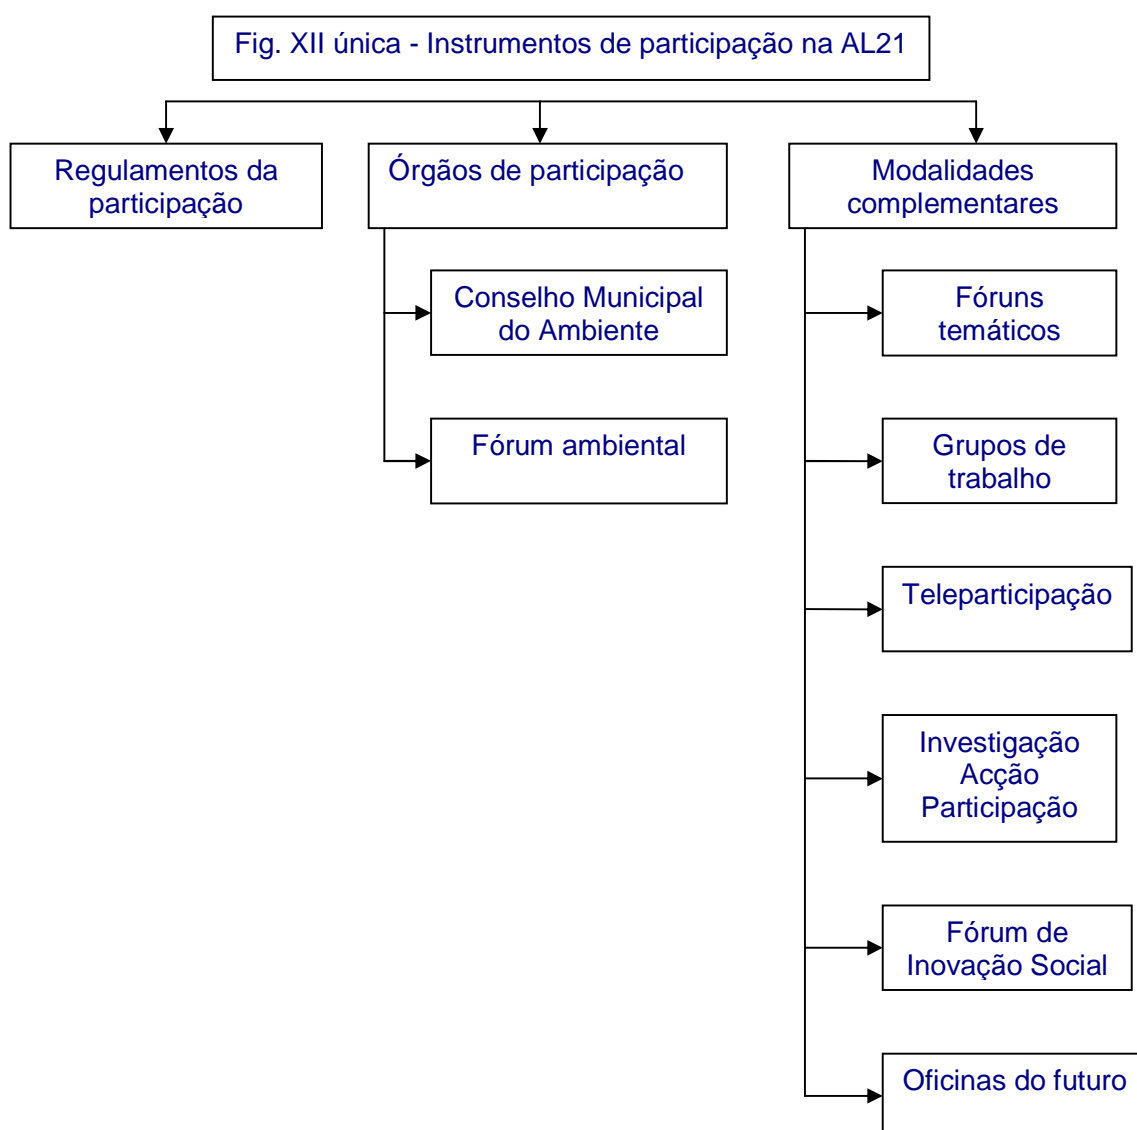 Fig. XII única - Instrumentos de participação na AL21
Regulamentos da
participação
Órgãos de participação
Modalidades
complementares
Conselho Municipal
do Ambiente
Fórum ambiental
Fóruns
temáticos
Grupos de
trabalho
Teleparticipação
Investigação
Acção
Participação
Fórum de
Inovação Social
Oficinas do futuro